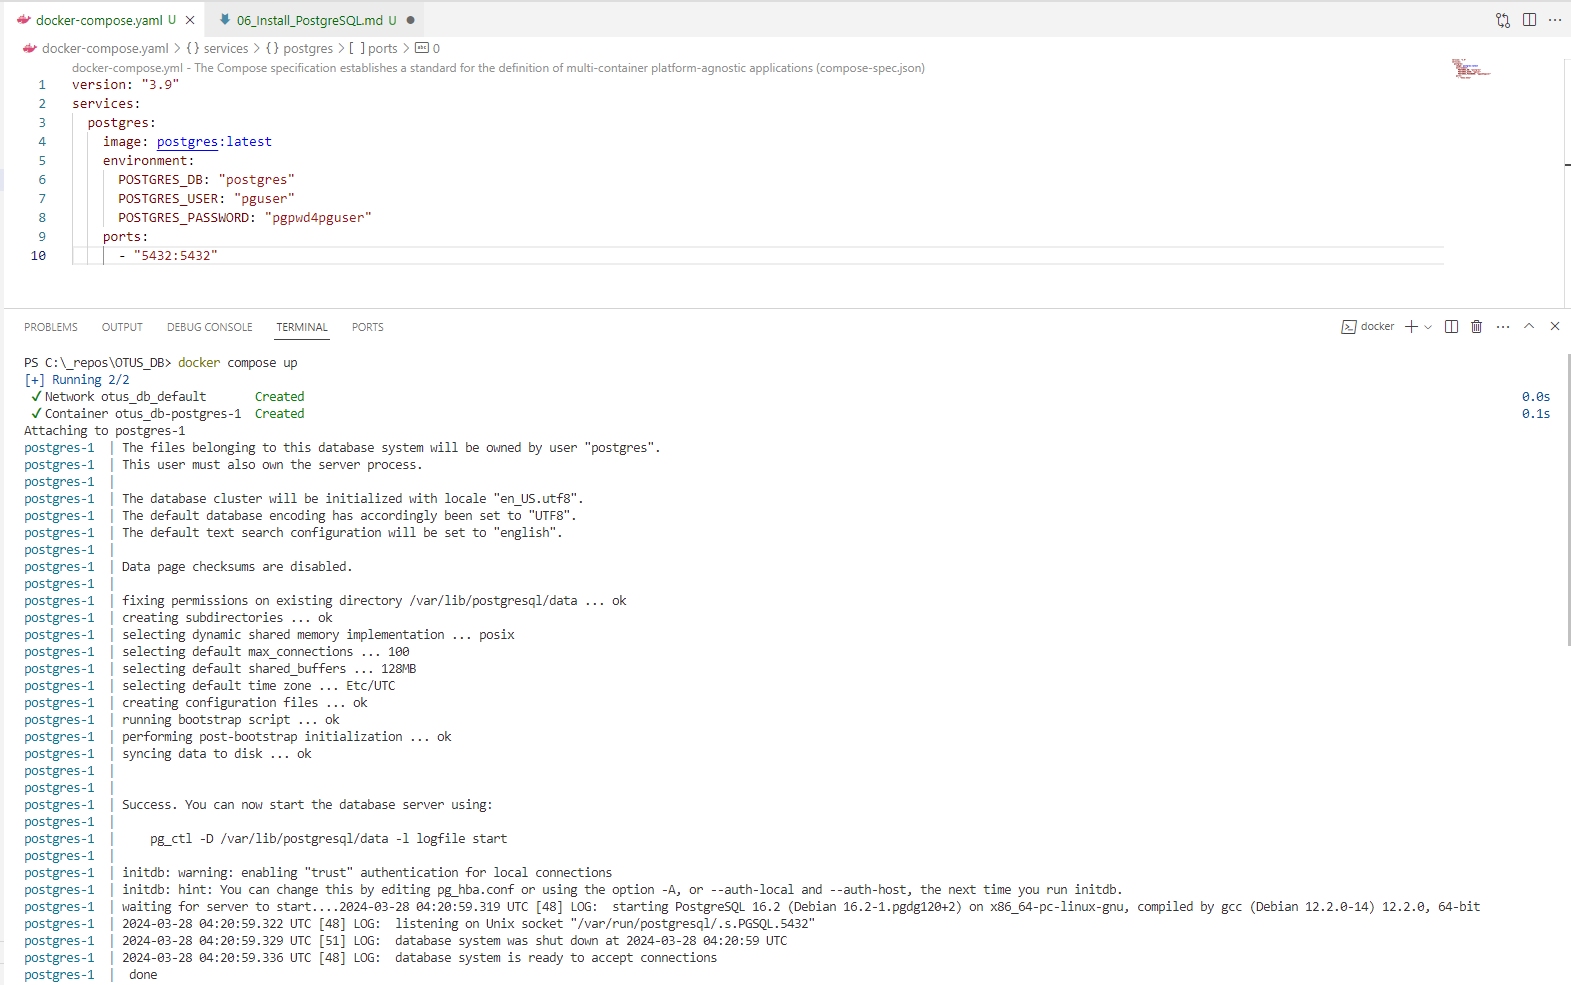 docker-compose.yaml U
06_Install_PostgreSQL.md U
docker-compose.yaml > {} services > {} postgres > [ ] ports > abc 0
docker-compose.yml - The Compose specification establishes a standard for the definition of multi-container platform-agnostic applications (compose-spec.json)
1 version: "3.9"
2 services:
3 postgres:
4 image: postgres:latest
5 environment:
6 POSTGRES_DB: "postgres"
7 POSTGRES_USER: "pguser"
8 POSTGRES_PASSWORD: "pgpwd4pguser"
9 ports:
10 - "5432:5432"
PROBLEMS OUTPUT DEBUG CONSOLE TERMINAL PORTS
docker
PS C:\_repos\OTUS_DB> docker compose up
[+] Running 2/2
✓ Network otus_db_default Created 0.0s
✓ Container otus_db-postgres-1 Created 0.1s
Attaching to postgres-1
postgres-1 | The files belonging to this database system will be owned by user "postgres".
postgres-1 | This user must also own the server process.
postgres-1 |
postgres-1 | The database cluster will be initialized with locale "en_US.utf8".
postgres-1 | The default database encoding has accordingly been set to "UTF8".
postgres-1 | The default text search configuration will be set to "english".
postgres-1 |
postgres-1 | Data page checksums are disabled.
postgres-1 |
postgres-1 | fixing permissions on existing directory /var/lib/postgresql/data ... ok
postgres-1 | creating subdirectories ... ok
postgres-1 | selecting dynamic shared memory implementation ... posix
postgres-1 | selecting default max_connections ... 100
postgres-1 | selecting default shared_buffers ... 128MB
postgres-1 | selecting default time zone ... Etc/UTC
postgres-1 | creating configuration files ... ok
postgres-1 | running bootstrap script ... ok
postgres-1 | performing post-bootstrap initialization ... ok
postgres-1 | syncing data to disk ... ok
postgres-1 |
postgres-1 |
postgres-1 | Success. You can now start the database server using:
postgres-1 |
postgres-1 | pg_ctl -D /var/lib/postgresql/data -l logfile start
postgres-1 |
postgres-1 | initdb: warning: enabling "trust" authentication for local connections
postgres-1 | initdb: hint: You can change this by editing pg_hba.conf or using the option -A, or --auth-local and --auth-host, the next time you run initdb.
postgres-1 | waiting for server to start....2024-03-28 04:20:59.319 UTC [48] LOG:  starting PostgreSQL 16.2 (Debian 16.2-1.pgdg120+2) on x86_64-pc-linux-gnu, compiled by gcc (Debian 12.2.0-14) 12.2.0, 64-bit
postgres-1 | 2024-03-28 04:20:59.322 UTC [48] LOG:  listening on Unix socket "/var/run/postgresql/.s.PGSQL.5432"
postgres-1 | 2024-03-28 04:20:59.329 UTC [51] LOG:  database system was shut down at 2024-03-28 04:20:59 UTC
postgres-1 | 2024-03-28 04:20:59.336 UTC [48] LOG:  database system is ready to accept connections
postgres-1 | done